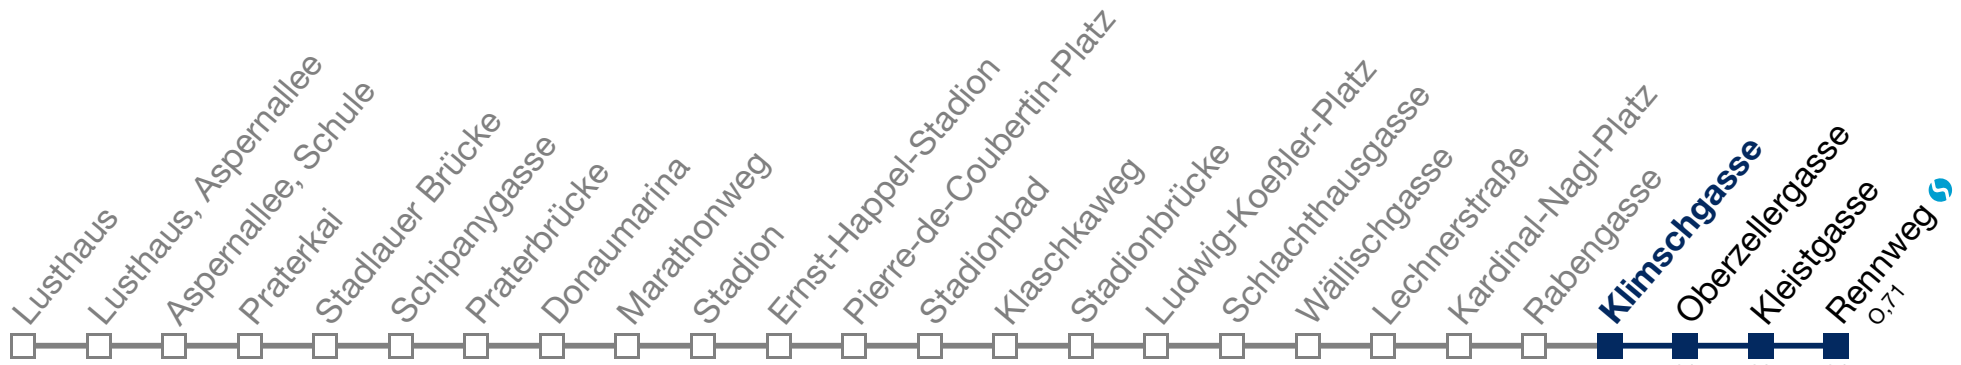 Lusthaus
Lusthaus, Aspernallee
Aspernallee, Schule
Praterkai
Stadlauer Brücke
Schipanygasse
Praterbrücke
Donaumarina
Marathonweg
Stadion
Ernst-Happel-Stadion
Pierre-de-Coubertin-Platz
Stadionbad
Klaschkaweg
Stadionbrücke
Ludwig-Koeßler-Platz
Schlachthausgasse
Wällischgasse
Lechnerstraße
Kardinal-Nagl-Platz
Rabengasse
Klimschgasse
Oberzellergasse
Kleistgasse
Rennweg
O,71